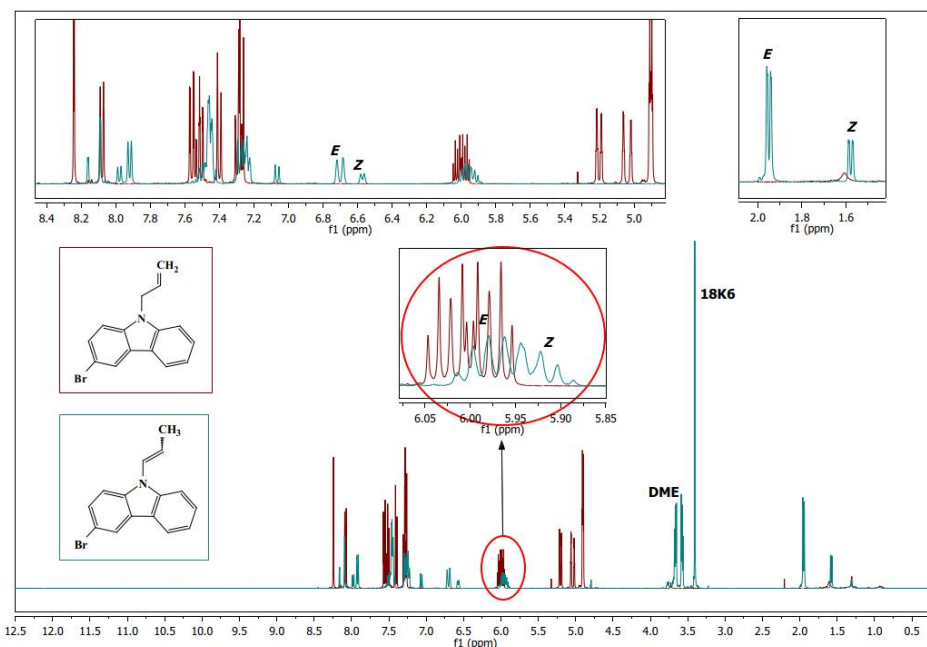 E
Z
8.4 8.2 8.0 7.8 7.6 7.4 7.2 7.0 6.8 6.6 6.4 6.2 6.0 5.8 5.6 5.4 5.2 5.0
f1 (ppm)
E
Z
2.0 1.8 1.6
f1 (ppm)
CH2
N
Br
E
Z
6.05 6.00 5.95 5.90 5.85
f1 (ppm)
18K6
CH3
N
Br
DME
12.5 12.0 11.5 11.0 10.5 10.0 9.5 9.0 8.5 8.0 7.5 7.0 6.5 6.0 5.5 5.0 4.5 4.0 3.5 3.0 2.5 2.0 1.5 1.0 0.5
f1 (ppm)